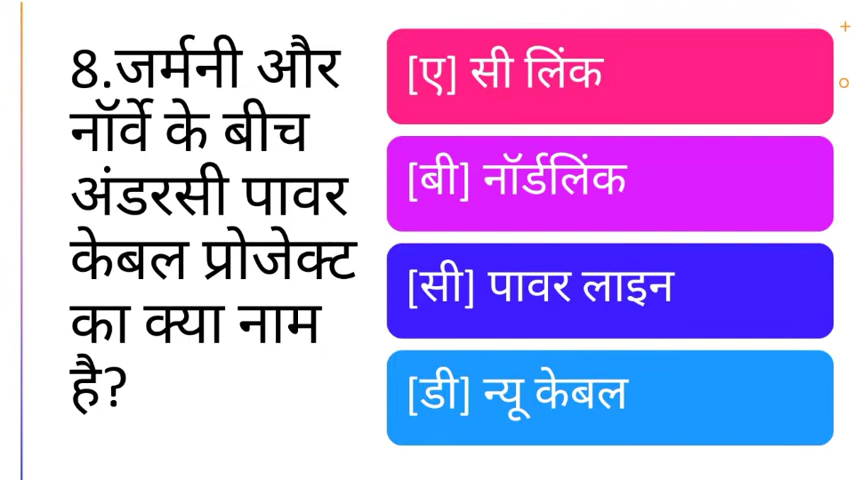 8.जर्मनी और
नॉर्वे के बीच
अंडरसी पावर
केबल प्रोजेक्ट
का क्या नाम
है?
[ए] सी लिंक
[बी] नॉर्डलिंक
[सी] पावर लाइन
[डी] न्यू केबल